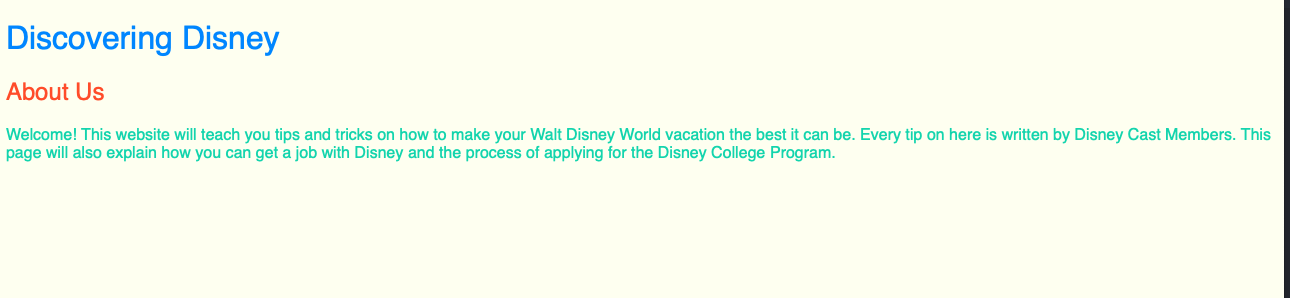 Discovering Disney
About Us
Welcome! This website will teach you tips and tricks on how to make your Walt Disney World vacation the best it can be. Every tip on here is written by Disney Cast Members. This
page will also explain how you can get a job with Disney and the process of applying for the Disney College Program.